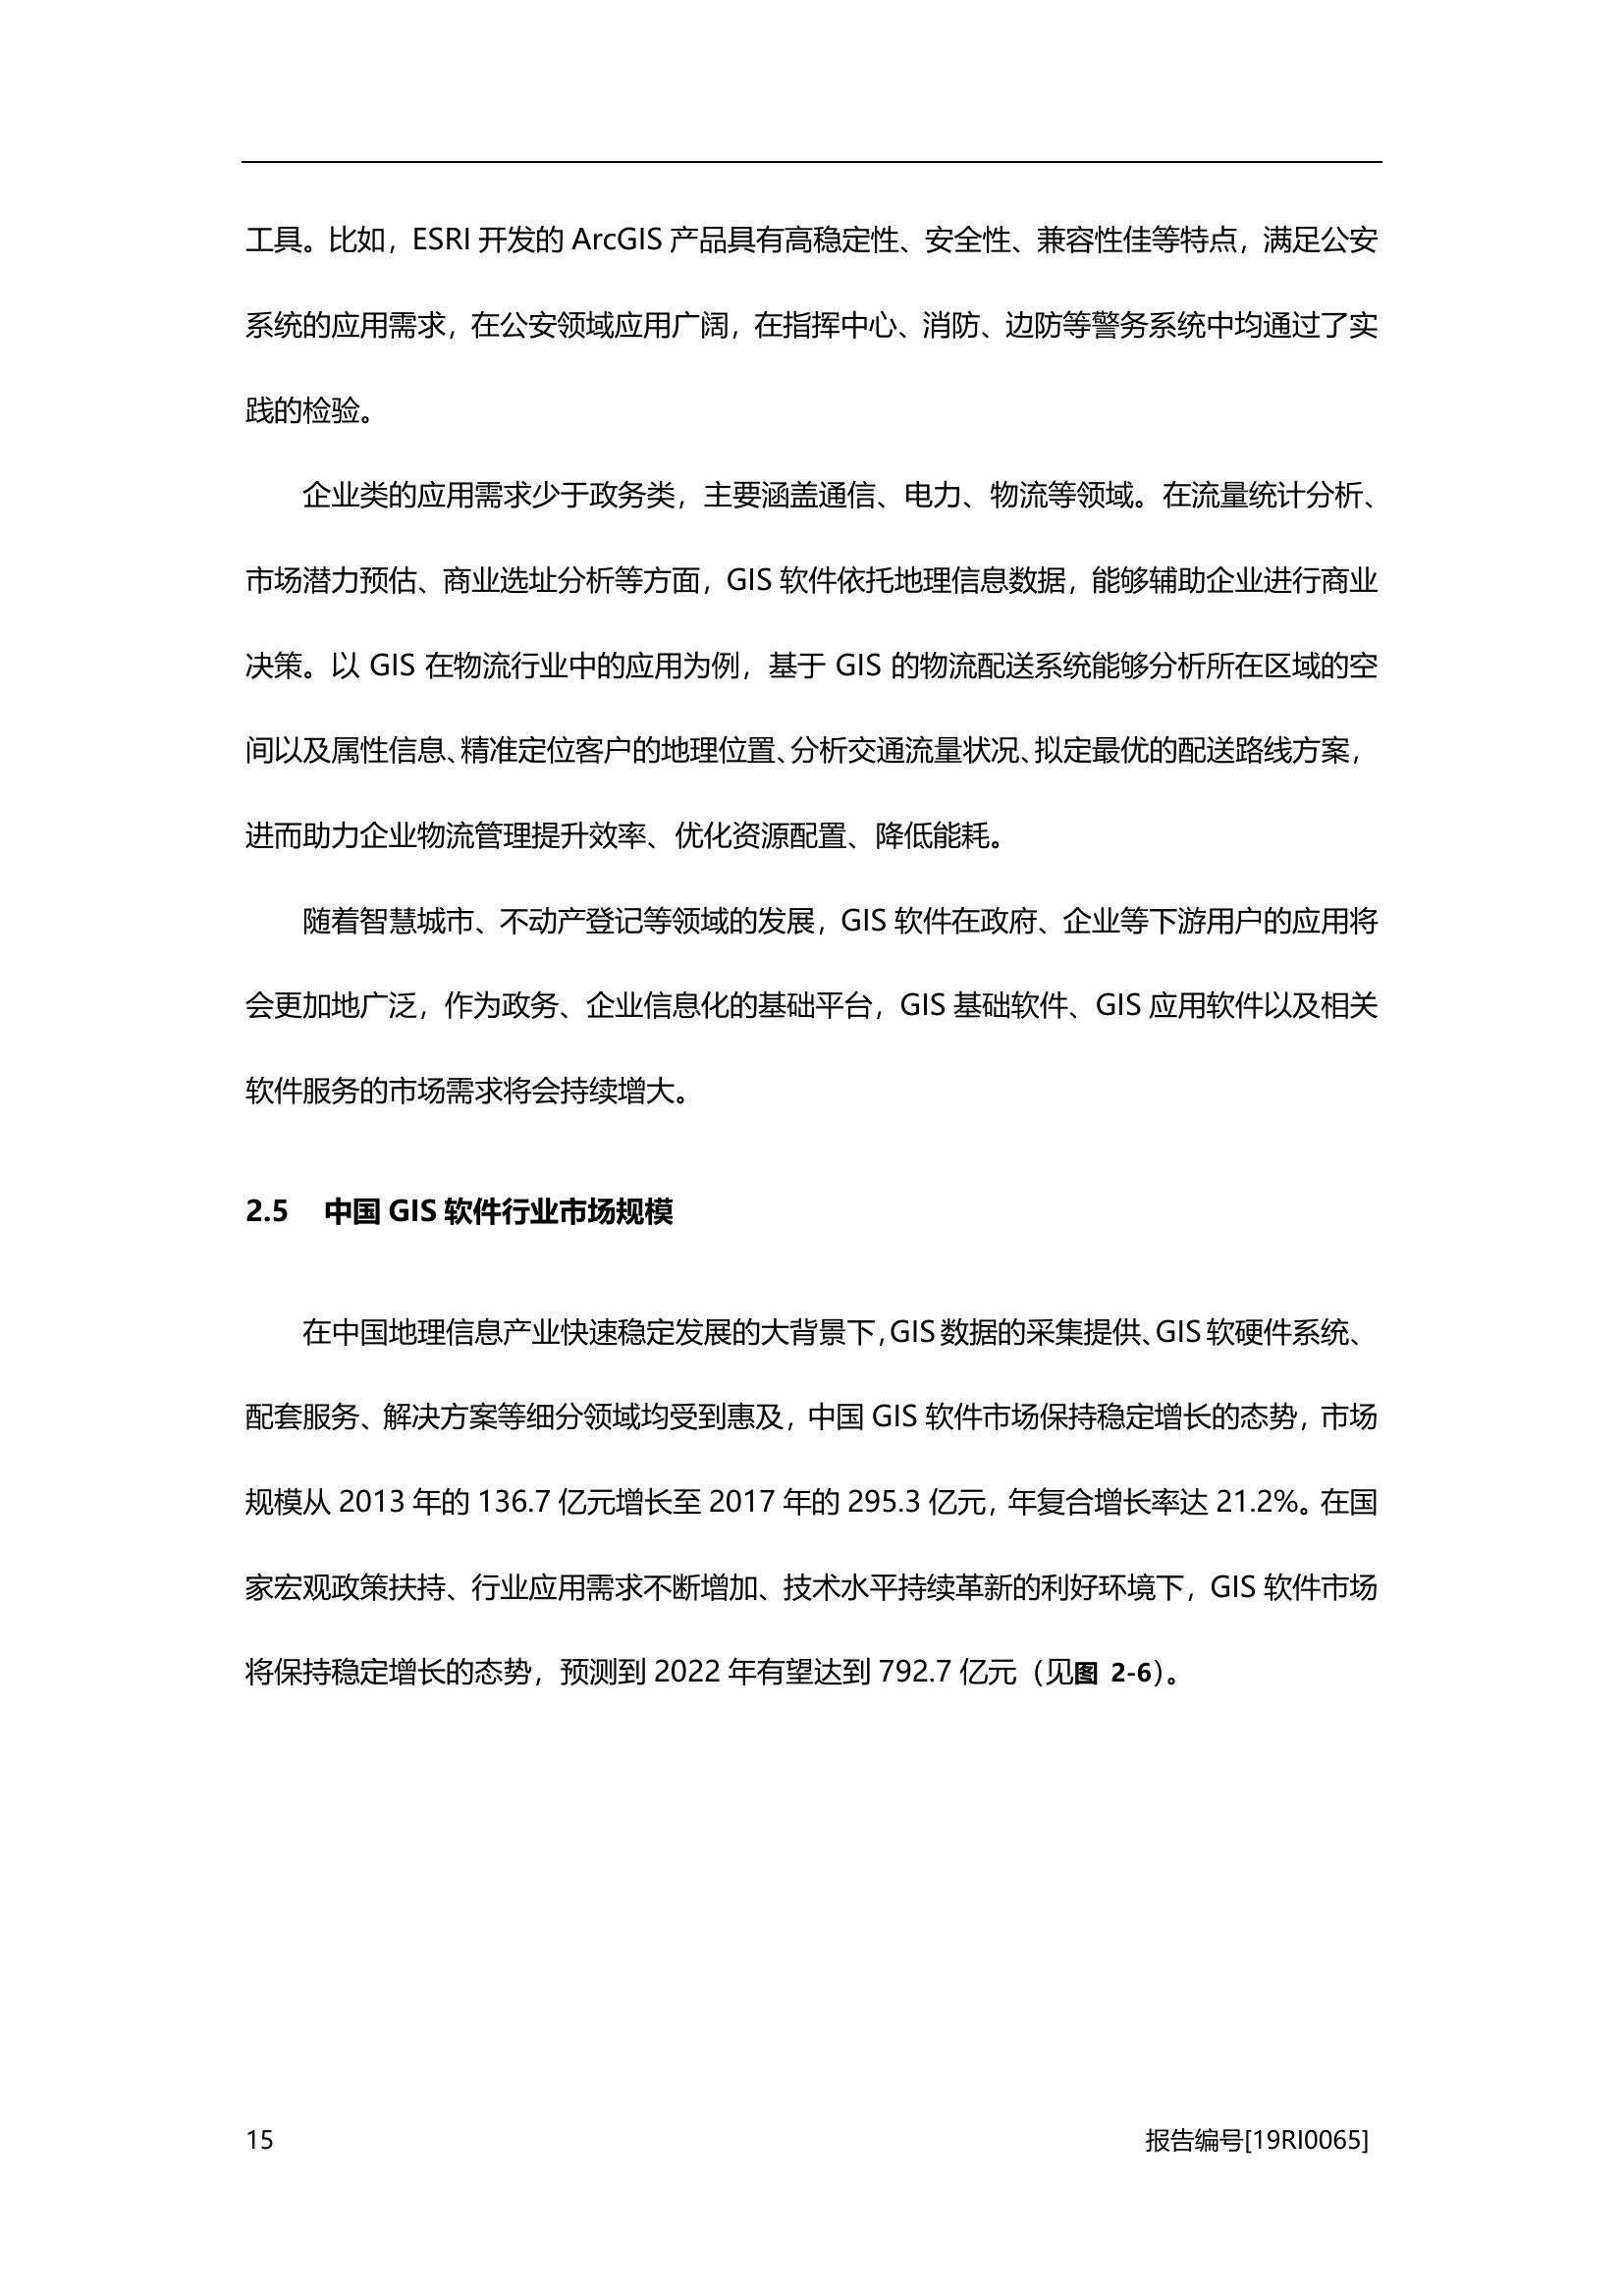 工具。比如，ESRI 开发的 ArcGIS 产品具有高稳定性、安全性、兼容性佳等特点，满足公安
系统的应用需求，在公安领域应用广阔，在指挥中心、消防、边防等警务系统中均通过了实
践的检验。
企业类的应用需求少于政务类，主要涵盖通信、电力、物流等领域。在流量统计分析、
市场潜力预估、商业选址分析等方面，GIS 软件依托地理信息数据，能够辅助企业进行商业
决策。以 GIS 在物流行业中的应用为例，基于 GIS 的物流配送系统能够分析所在区域的空
间以及属性信息、精准定位客户的地理位置、分析交通流量状况、拟定最优的配送路线方案，
进而助力企业物流管理提升效率、优化资源配置、降低能耗。
随着智慧城市、不动产登记等领域的发展，GIS 软件在政府、企业等下游用户的应用将
会更加地广泛，作为政务、企业信息化的基础平台，GIS 基础软件、GIS 应用软件以及相关
软件服务的市场需求将会持续增大。
2.5 中国 GIS 软件行业市场规模
在中国地理信息产业快速稳定发展的大背景下，GIS 数据的采集提供、GIS 软硬件系统、
配套服务、解决方案等细分领域均受到惠及，中国 GIS 软件市场保持稳定增长的态势，市场
规模从 2013 年的 136.7 亿元增长至 2017 年的 295.3 亿元，年复合增长率达 21.2%。在国
家宏观政策扶持、行业应用需求不断增加、技术水平持续革新的利好环境下，GIS 软件市场
将保持稳定增长的态势，预测到 2022 年有望达到 792.7 亿元（见图 2-6）。
15 报告编号[19RI0065]